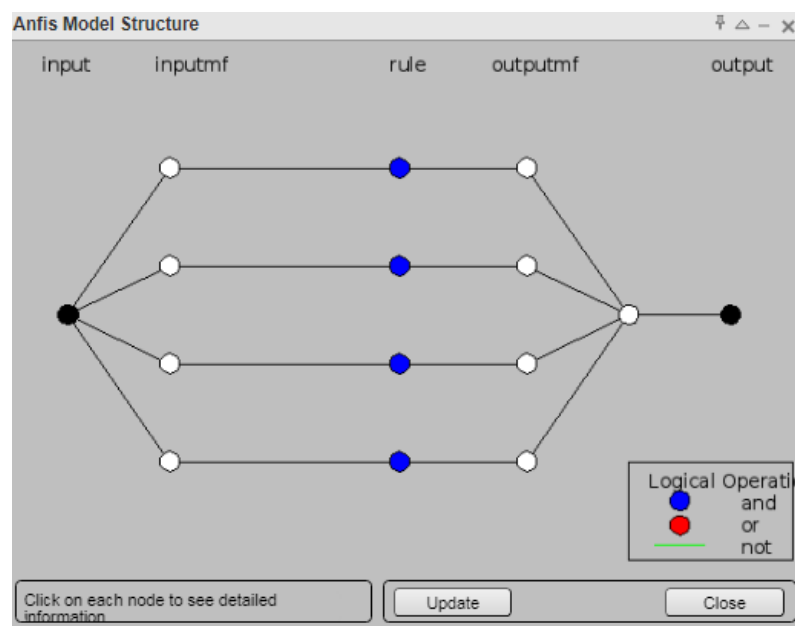 Anfis Model Structure
input inputmf rule outputmf output
Logical Operati
and
or
not
Click on each node to see detailed
information
Update
Close